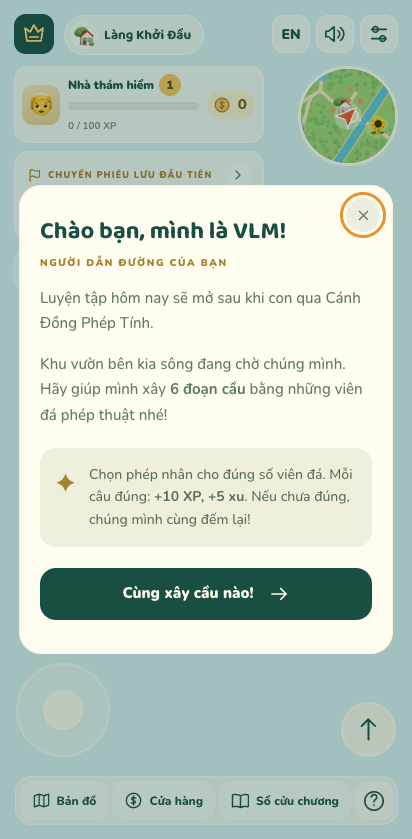 Làng Khởi Đầu
EN
Nhà thám hiểm 1
0
0 / 100 XP
CHUYẾN PHIÊU LƯU ĐẦU TIÊN
Chào bạn, mình là VLM!
NGƯỜI DẪN ĐƯỜNG CỦA BẠN
Luyện tập hôm nay sẽ mở sau khi con qua Cánh
Đồng Phép Tính.
Khu vườn bên kia sông đang chờ chúng mình.
Hãy giúp mình xây 6 đoạn cầu bằng những viên
đá phép thuật nhé!
Chọn phép nhân cho đúng số viên đá. Mỗi
câu đúng: +10 XP, +5 xu. Nếu chưa đúng,
chúng mình cùng đếm lại!
Cùng xây cầu nào!
Bản đồ
Cửa hàng
Sổ cửu chương